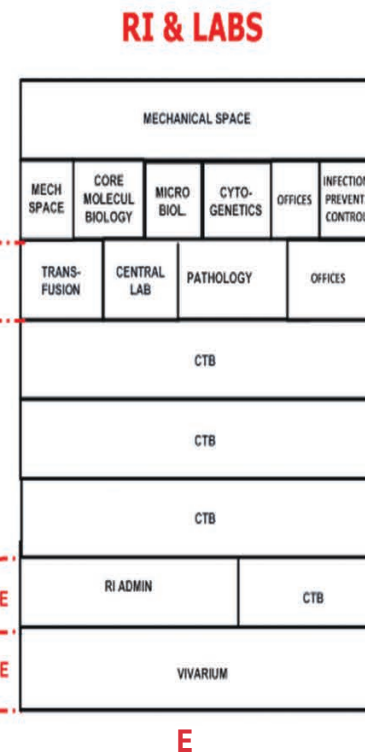 RI & LABS
MECHANICAL SPACE
MECH
SPACE
CORE
MOLECUL
BIOLOGY
MICRO
BIOL.
CYTO-
GENETICS
OFFICES
INFECTION
PREVENT
CONTROL
TRANS-
FUSION
CENTRAL
LAB
PATHOLOGY
OFFICES
CTB
CTB
CTB
E
RI ADMIN
CTB
E
VIVARIUM
E